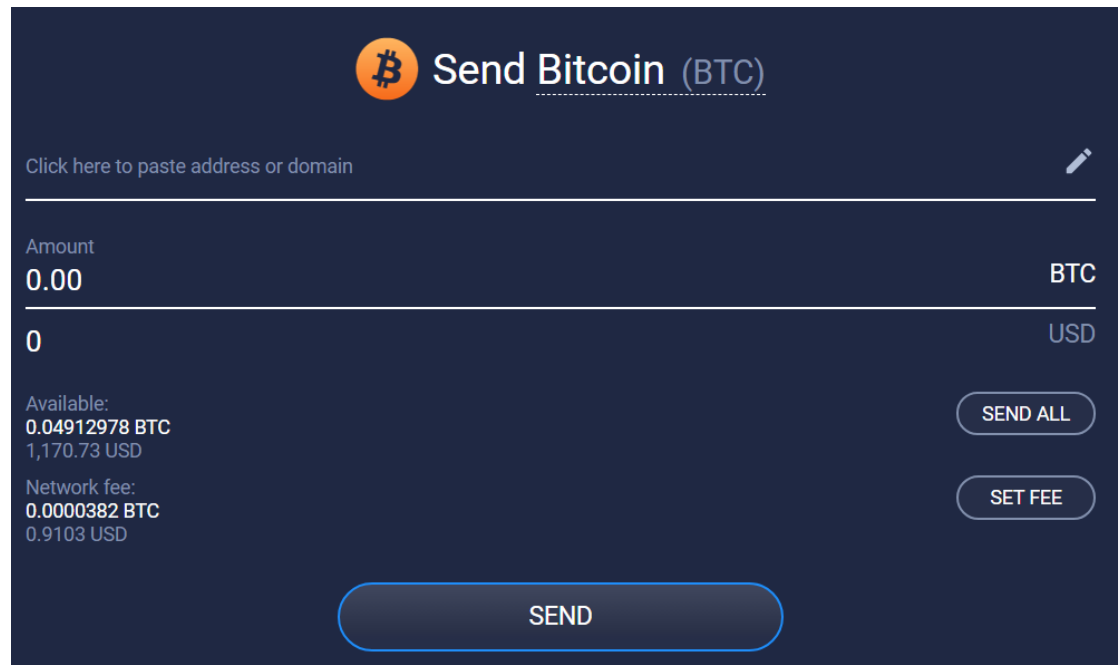 Send Bitcoin (BTC)
Click here to paste address or domain
Amount
0.00 BTC
0 USD
Available:
0.04912978 BTC
1,170.73 USD
SEND ALL
Network fee:
0.0000382 BTC
0.9103 USD
SET FEE
SEND